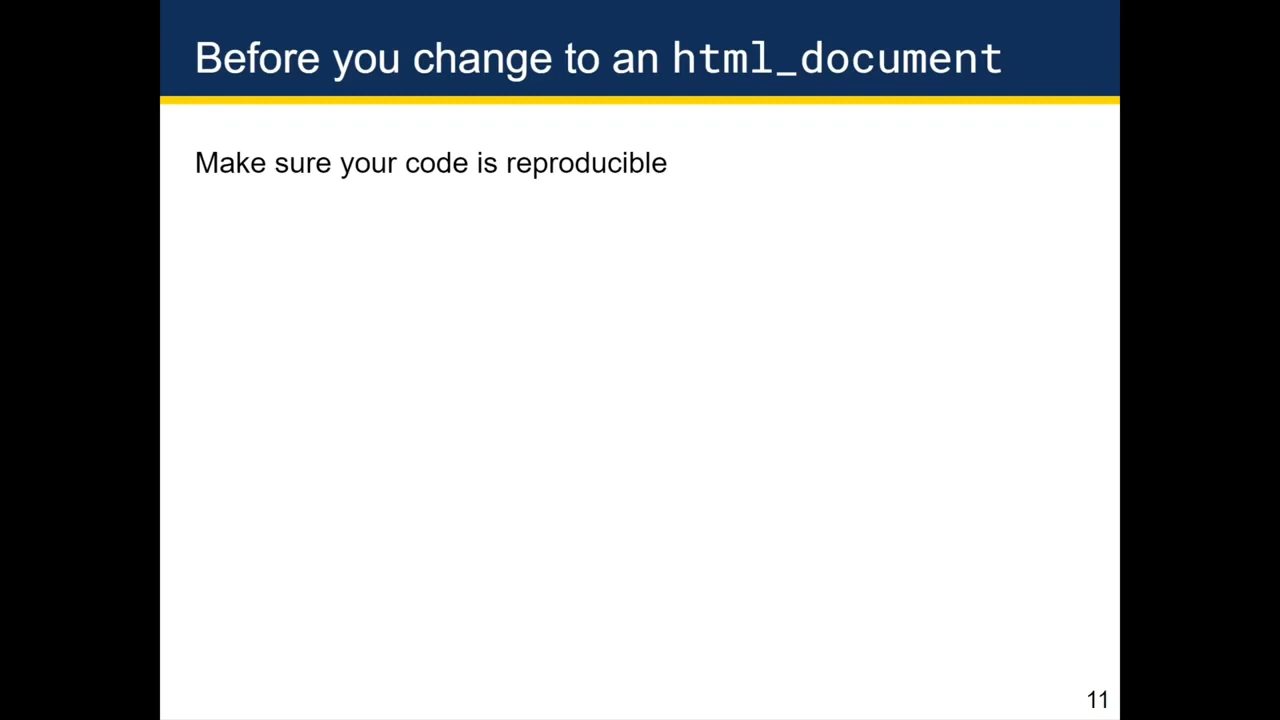 Before you change to an html_document
Make sure your code is reproducible
11